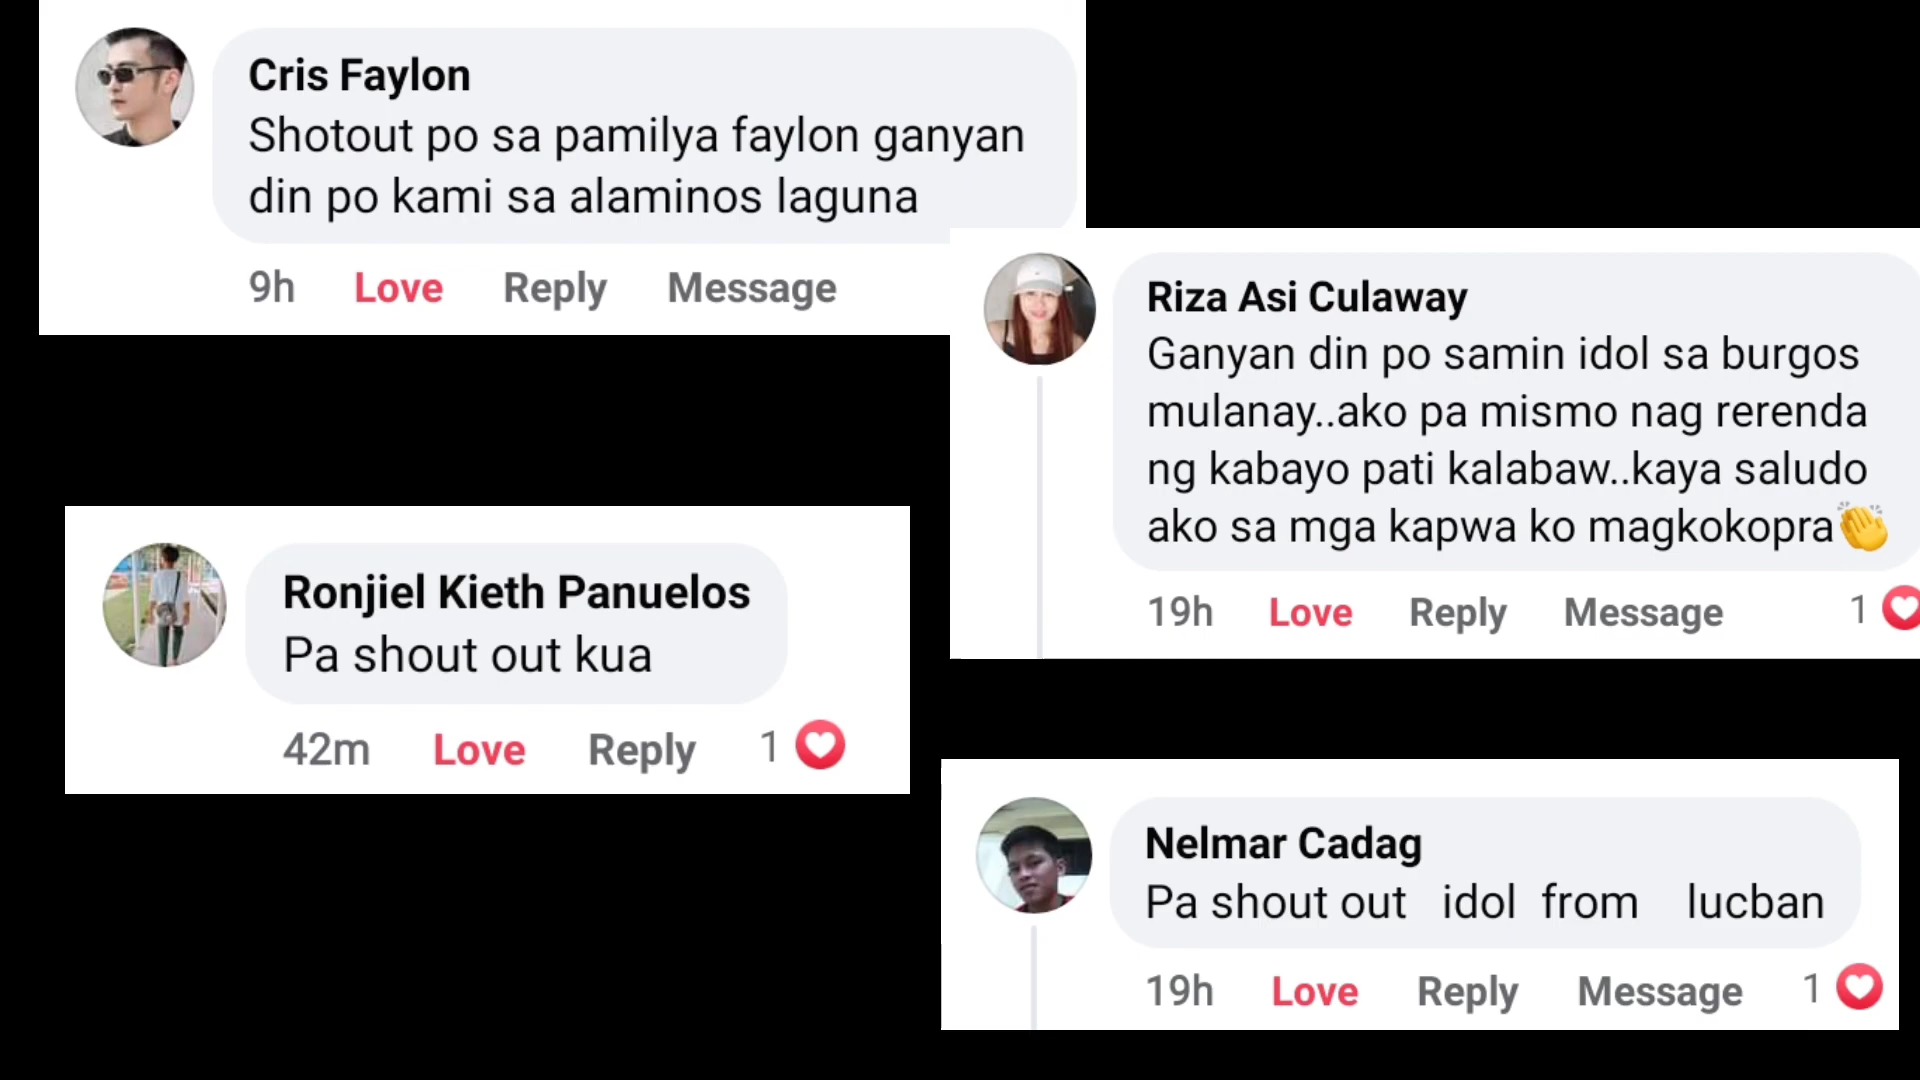 Cris Faylon
Shotout po sa pamilya faylon ganyan
din po kami sa alaminos laguna
9h Love Reply Message
Riza Asi Culaway
Ganyan din po samin idol sa burgos
mulanay..ako pa mismo nag rerenda
ng kabayo pati kalabaw..kaya saludo
ako sa mga kapwa ko magkokopra👏
19h Love Reply Message 1
Ronjiel Kieth Panuelos
Pa shout out kua
42m Love Reply 1
Nelmar Cadag
Pa shout out idol from lucban
19h Love Reply Message 1